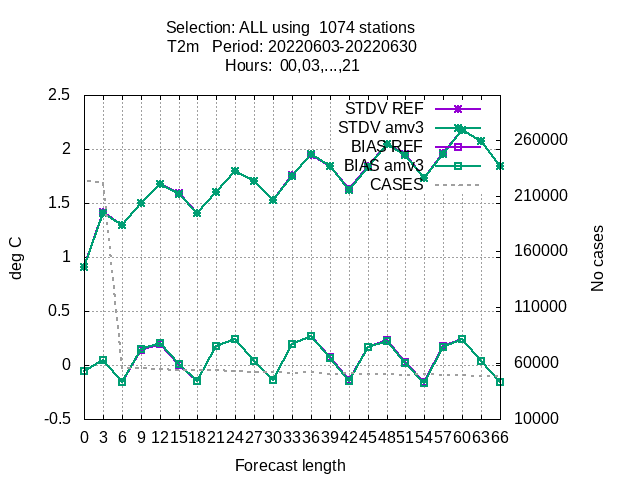 Selection: ALL using  1074 stations
T2m   Period: 20220603-20220630
Hours:  00,03,...,21
2.5
2
1.5
1
0.5
0
-0.5
deg C
STDV REF
STDV amv3
BIAS REF
BIAS amv3
CASES
260000
210000
160000
110000
60000
10000
No cases
0 3 6 9 12 15 18 21 24 27 30 33 36 39 42 45 48 51 54 57 60 63 66
Forecast length